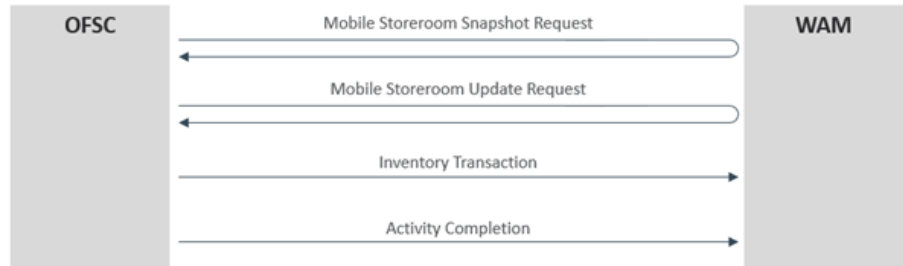 OFSC
Mobile Storeroom Snapshot Request
WAM
Mobile Storeroom Update Request
Inventory Transaction
Activity Completion